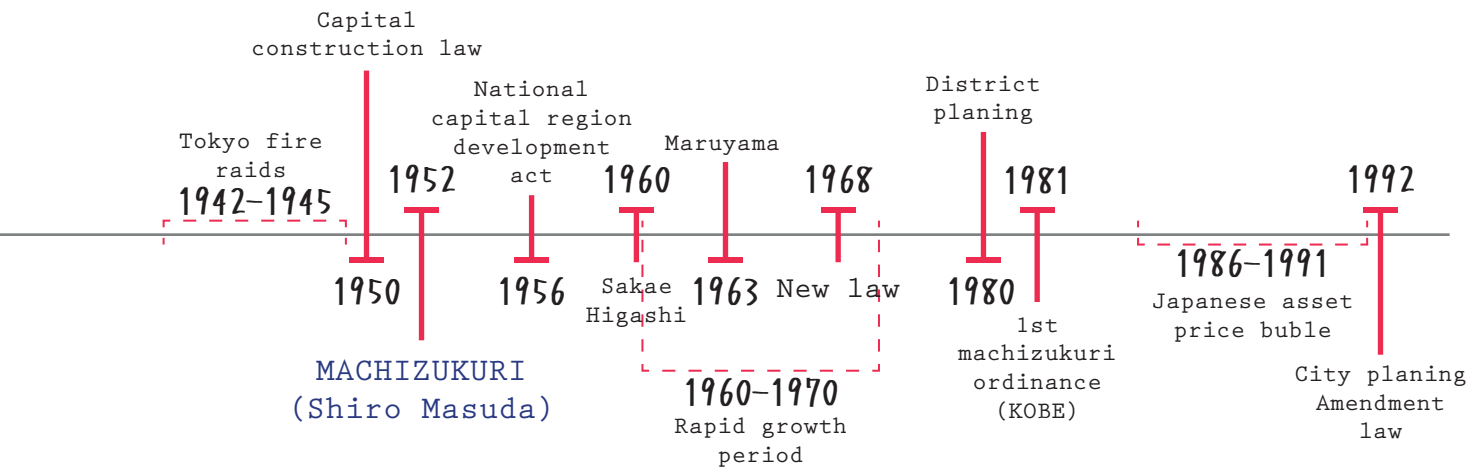 Tokyo fire
raids
1942-1945
Capital
construction law
1950
1952
MACHIZUKURI
(Shiro Masuda)
National
capital region
development
act
1956
1960
Sakae
Higashi
Maruyama
1963
1968
New law
1960-1970
Rapid growth
period
District
planing
1980
1981
1st
machizukuri
ordinance
(KOBE)
1986-1991
Japanese asset
price buble
1992
City planing
Amendment
law